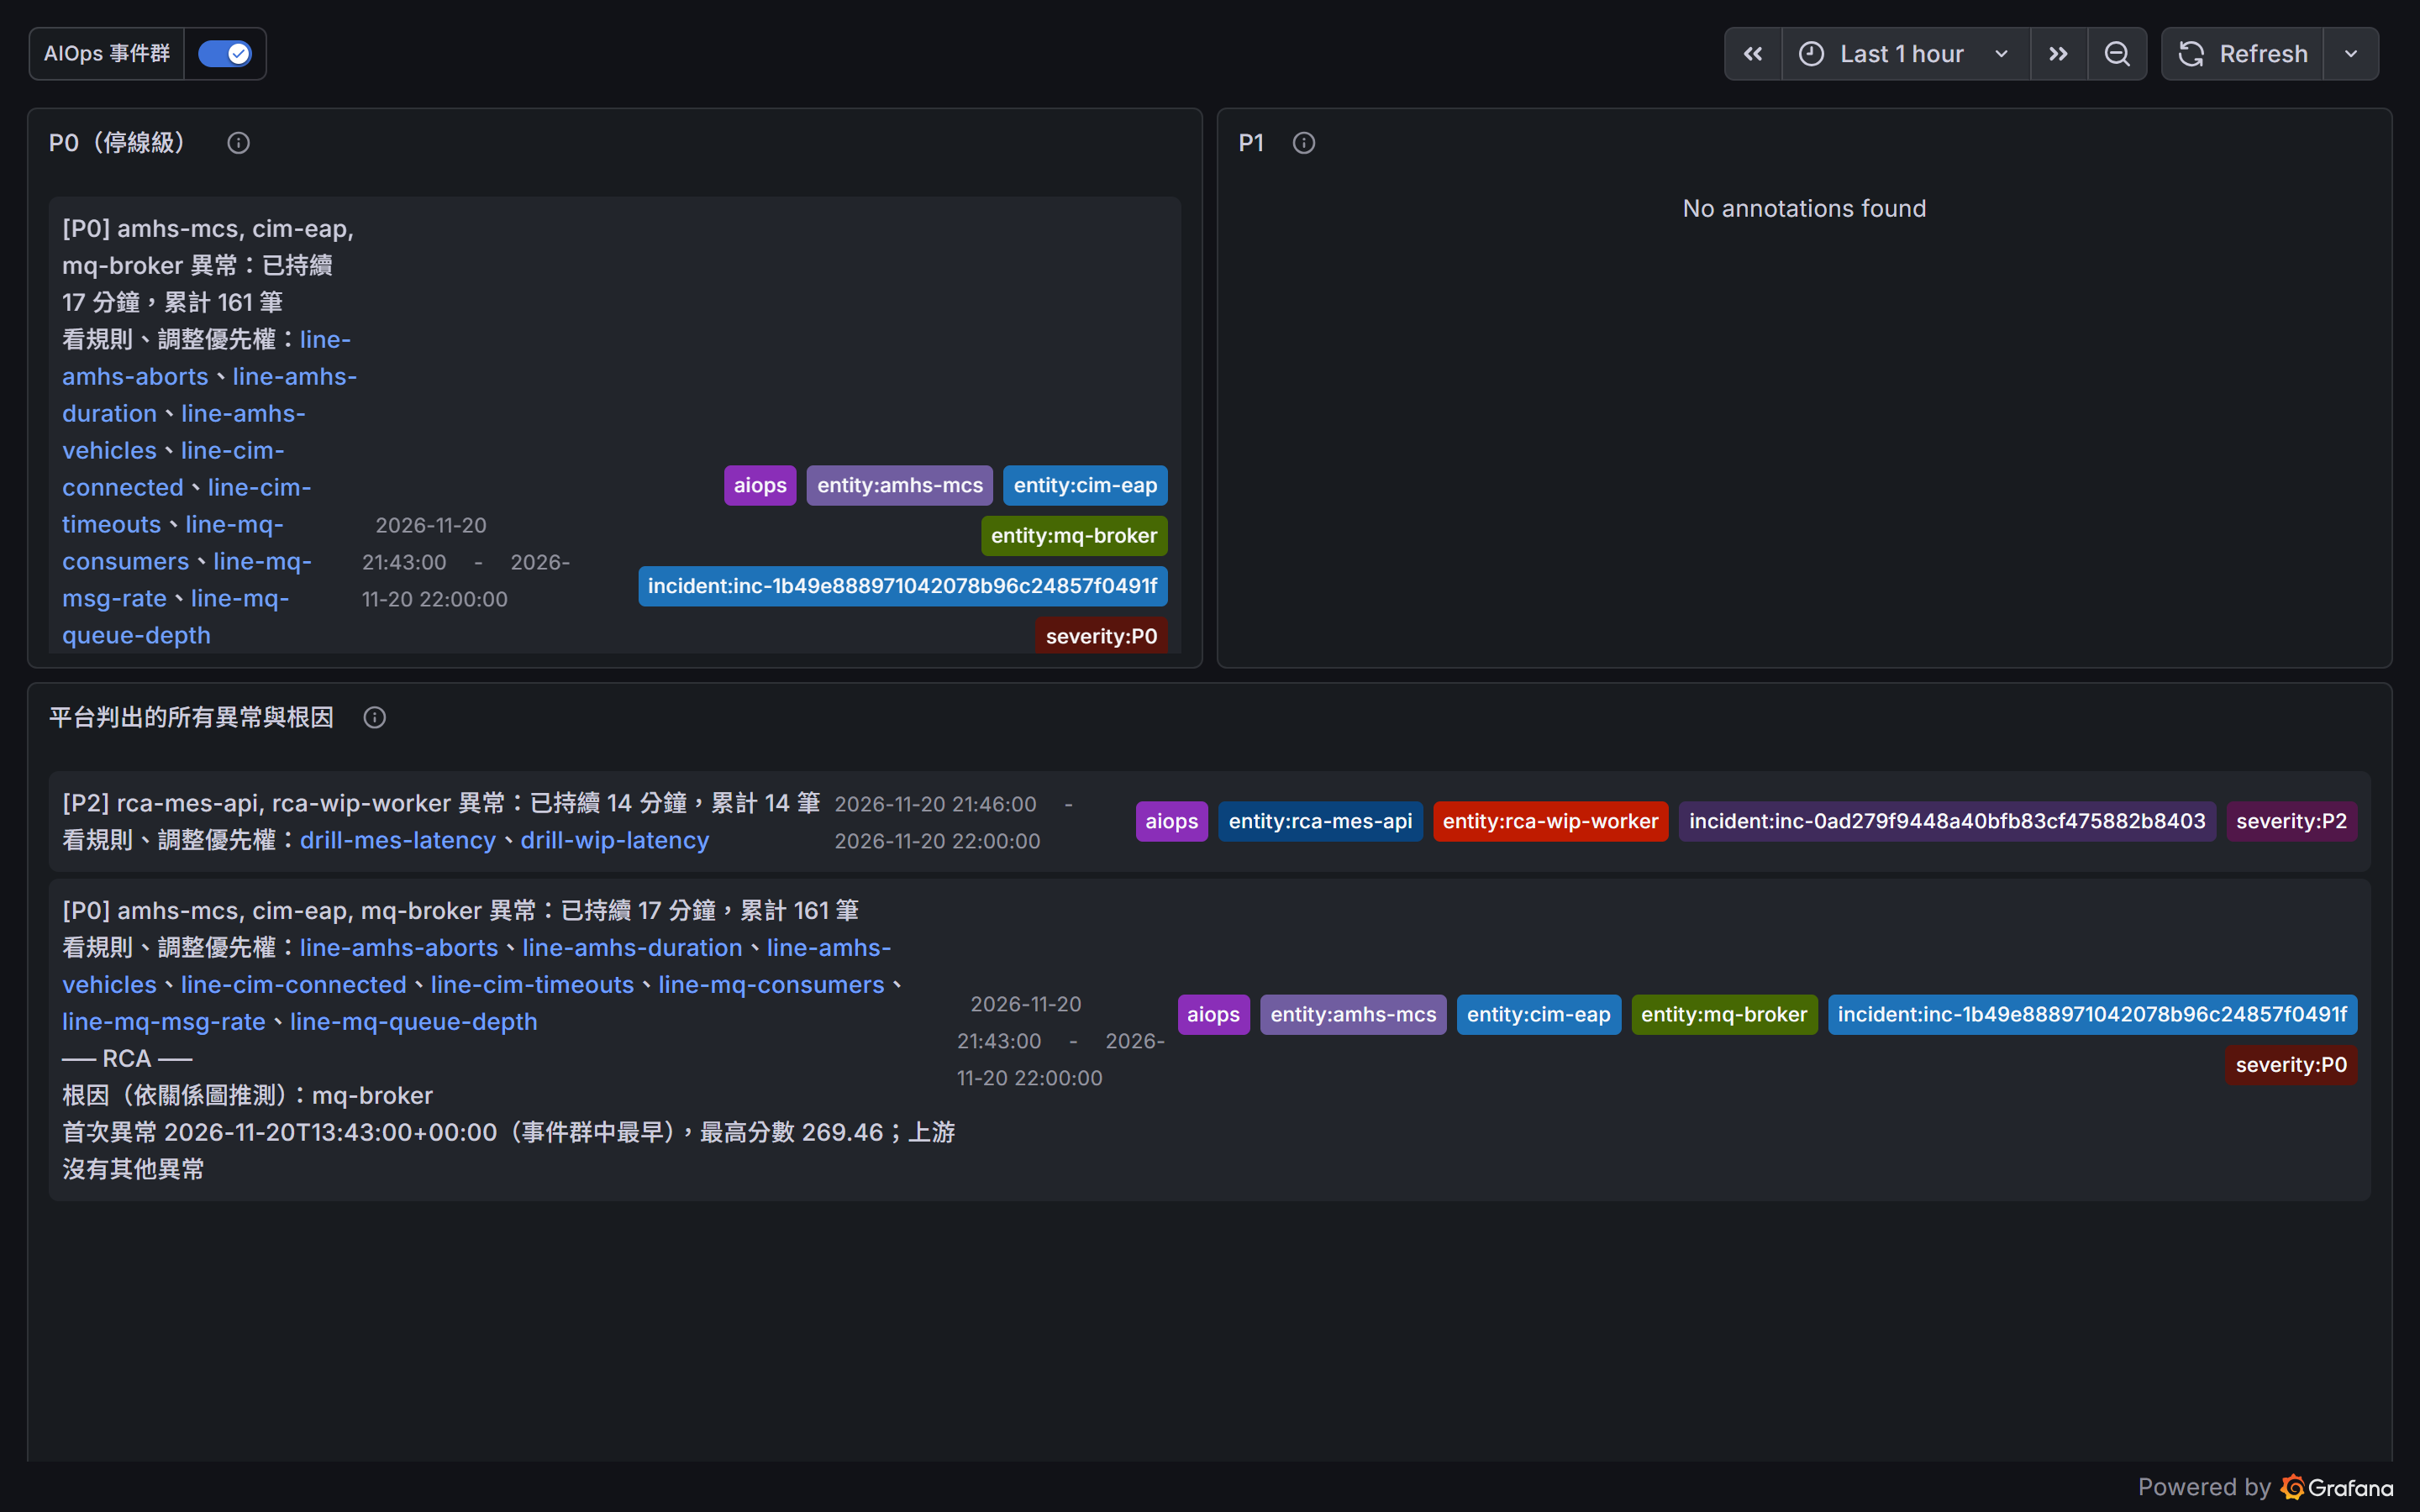 AIOps 事件群
Last 1 hour
Refresh
P0（停線級）
[P0] amhs-mcs, cim-eap,
mq-broker 異常：已持續
17 分鐘，累計 161 筆
看規則、調整優先權：line-
amhs-aborts、line-amhs-
duration、line-amhs-
vehicles、line-cim-
connected、line-cim-
timeouts、line-mq-
consumers、line-mq-
msg-rate、line-mq-
queue-depth
2026-11-20
21:43:00 - 2026-
11-20 22:00:00
aiops entity:amhs-mcs entity:cim-eap
entity:mq-broker
incident:inc-1b49e888971042078b96c24857f0491f
severity:P0
P1
No annotations found
平台判出的所有異常與根因
[P2] rca-mes-api, rca-wip-worker 異常：已持續 14 分鐘，累計 14 筆
看規則、調整優先權：drill-mes-latency、drill-wip-latency
2026-11-20 21:46:00 -
2026-11-20 22:00:00
aiops entity:rca-mes-api entity:rca-wip-worker incident:inc-0ad279f9448a40bfb83cf475882b8403 severity:P2
[P0] amhs-mcs, cim-eap, mq-broker 異常：已持續 17 分鐘，累計 161 筆
看規則、調整優先權：line-amhs-aborts、line-amhs-duration、line-amhs-
vehicles、line-cim-connected、line-cim-timeouts、line-mq-consumers、
line-mq-msg-rate、line-mq-queue-depth
—— RCA ——
根因（依關係圖推測）：mq-broker
首次異常 2026-11-20T13:43:00+00:00（事件群中最早），最高分數 269.46；上游
沒有其他異常
2026-11-20
21:43:00 - 2026-
11-20 22:00:00
aiops entity:amhs-mcs entity:cim-eap entity:mq-broker incident:inc-1b49e888971042078b96c24857f0491f
severity:P0
Powered by Grafana